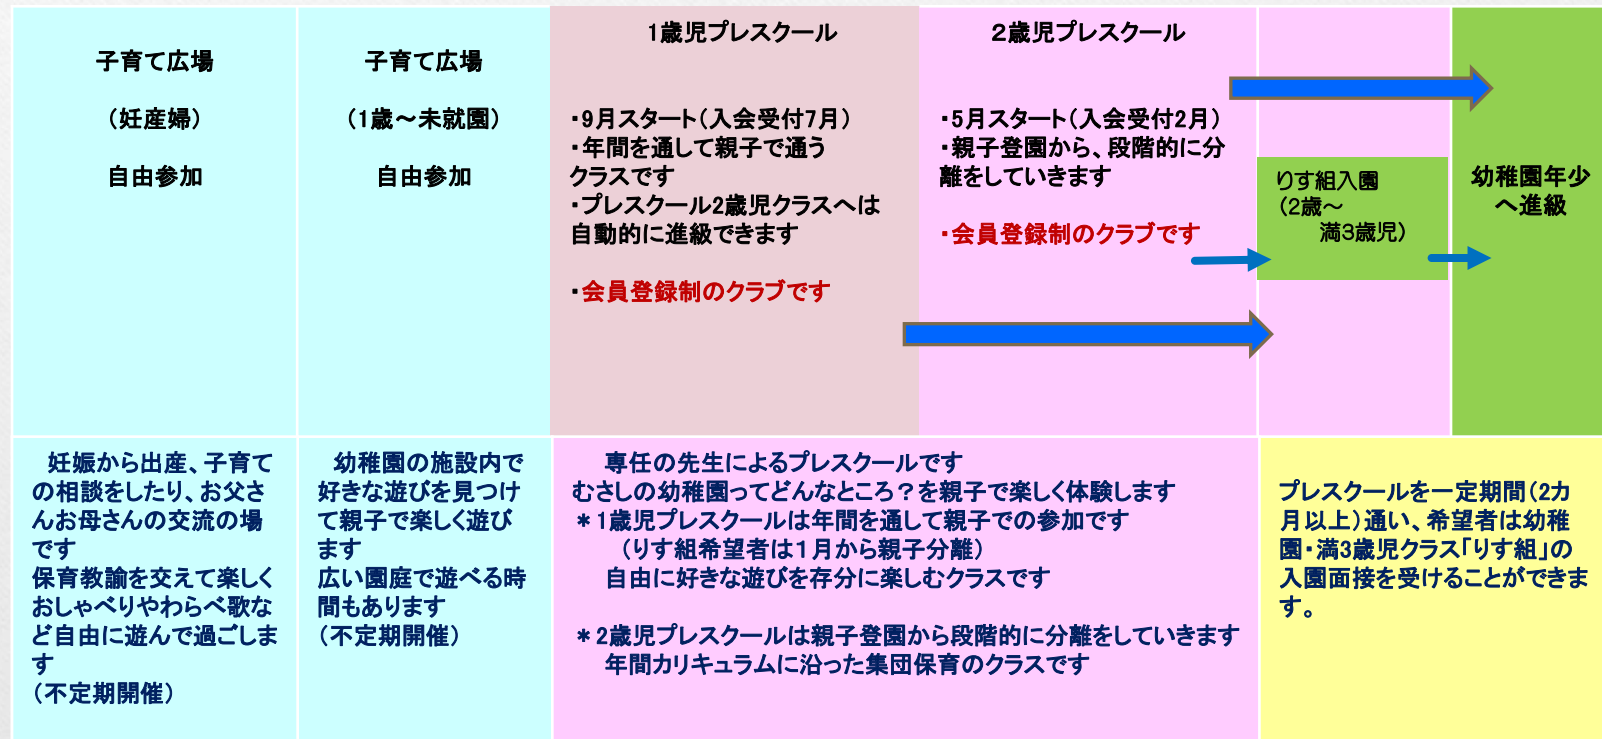 子育て広場
(妊産婦)
自由参加
子育て広場
(1歳～未就園)
自由参加
1歳児プレスクール
・9月スタート(入会受付7月)
・年間を通して親子で通う
クラスです
・プレスクール2歳児クラスへは
自動的に進級できます
・会員登録制のクラブです
2歳児プレスクール
・5月スタート(入会受付2月)
・親子登園から、段階的に分
離をしていきます
・会員登録制のクラブです
りす組入園
(2歳～
満3歳児)
幼稚園年少
へ進級
妊娠から出産、子育て
の相談をしたり、お父さ
んお母さんの交流の場
です
保育教諭を交えて楽しく
おしゃべりやわらべ歌な
ど自由に遊んで過ごしま
す
(不定期開催)
幼稚園の施設内で
好きな遊びを見つけ
て親子で楽しく遊び
ます
広い園庭で遊べる時
間もあります
(不定期開催)
専任の先生によるプレスクールです
むさしの幼稚園ってどんなところ？を親子で楽しく体験します
＊1歳児プレスクールは年間を通して親子での参加です
(りす組希望者は1月から親子分離)
自由に好きな遊びを存分に楽しむクラスです
＊2歳児プレスクールは親子登園から段階的に分離をしていきます
年間カリキュラムに沿った集団保育のクラスです
プレスクールを一定期間(2カ
月以上)通い、希望者は幼稚
園・満3歳児クラス「りす組」の
入園面接を受けることができま
す。